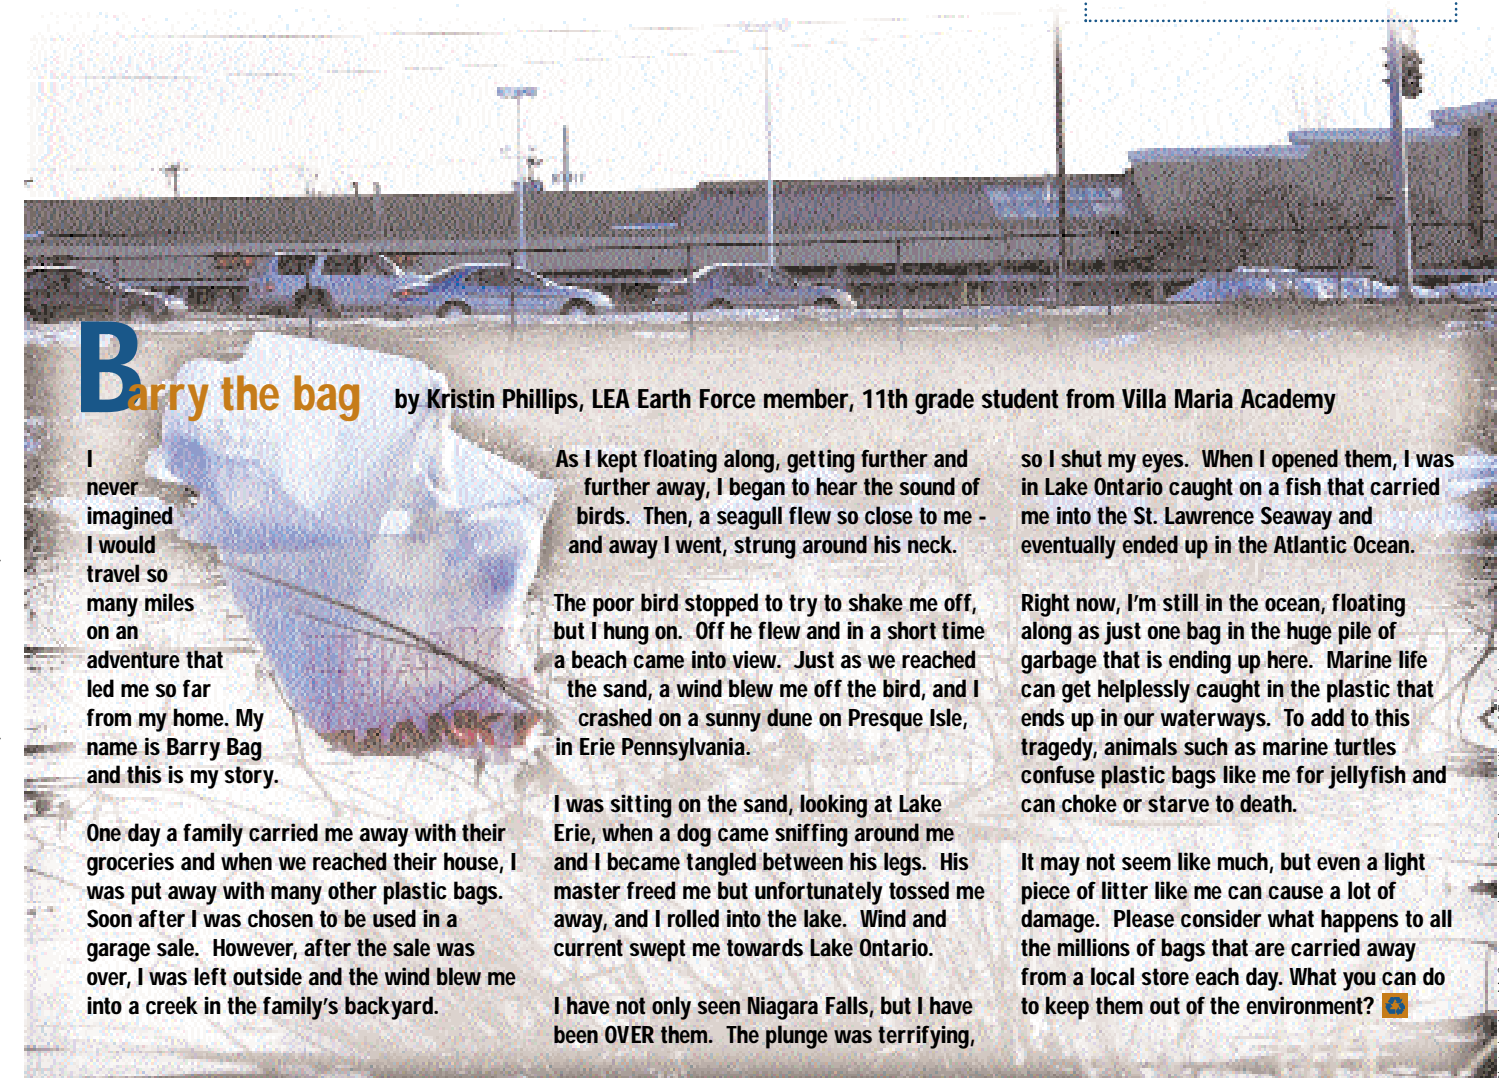 Barry the bag by Kristin Phillips, LEA Earth Force member, 11th grade student from Villa Maria Academy
I
never
imagined
I would
travel so
many miles
on an
adventure that
led me so far
from my home. My
name is Barry Bag
and this is my story.
One day a family carried me away with their
groceries and when we reached their house, I
was put away with many other plastic bags.
Soon after I was chosen to be used in a
garage sale. However, after the sale was
over, I was left outside and the wind blew me
into a creek in the family's backyard.
As I kept floating along, getting further and
further away, I began to hear the sound of
birds. Then, a seagull flew so close to me -
and away I went, strung around his neck.
The poor bird stopped to try to shake me off,
but I hung on. Off he flew and in a short time
a beach came into view. Just as we reached
the sand, a wind blew me off the bird, and I
crashed on a sunny dune on Presque Isle,
in Erie Pennsylvania.
I was sitting on the sand, looking at Lake
Erie, when a dog came sniffing around me
and I became tangled between his legs. His
master freed me but unfortunately tossed me
away, and I rolled into the lake. Wind and
current swept me towards Lake Ontario.
I have not only seen Niagara Falls, but I have
been OVER them. The plunge was terrifying,
so I shut my eyes. When I opened them, I was
in Lake Ontario caught on a fish that carried
me into the St. Lawrence Seaway and
eventually ended up in the Atlantic Ocean.
Right now, I'm still in the ocean, floating
along as just one bag in the huge pile of
garbage that is ending up here. Marine life
can get helplessly caught in the plastic that
ends up in our waterways. To add to this
tragedy, animals such as marine turtles
confuse plastic bags like me for jellyfish and
can choke or starve to death.
It may not seem like much, but even a light
piece of litter like me can cause a lot of
damage. Please consider what happens to all
the millions of bags that are carried away
from a local store each day. What you can do
to keep them out of the environment?